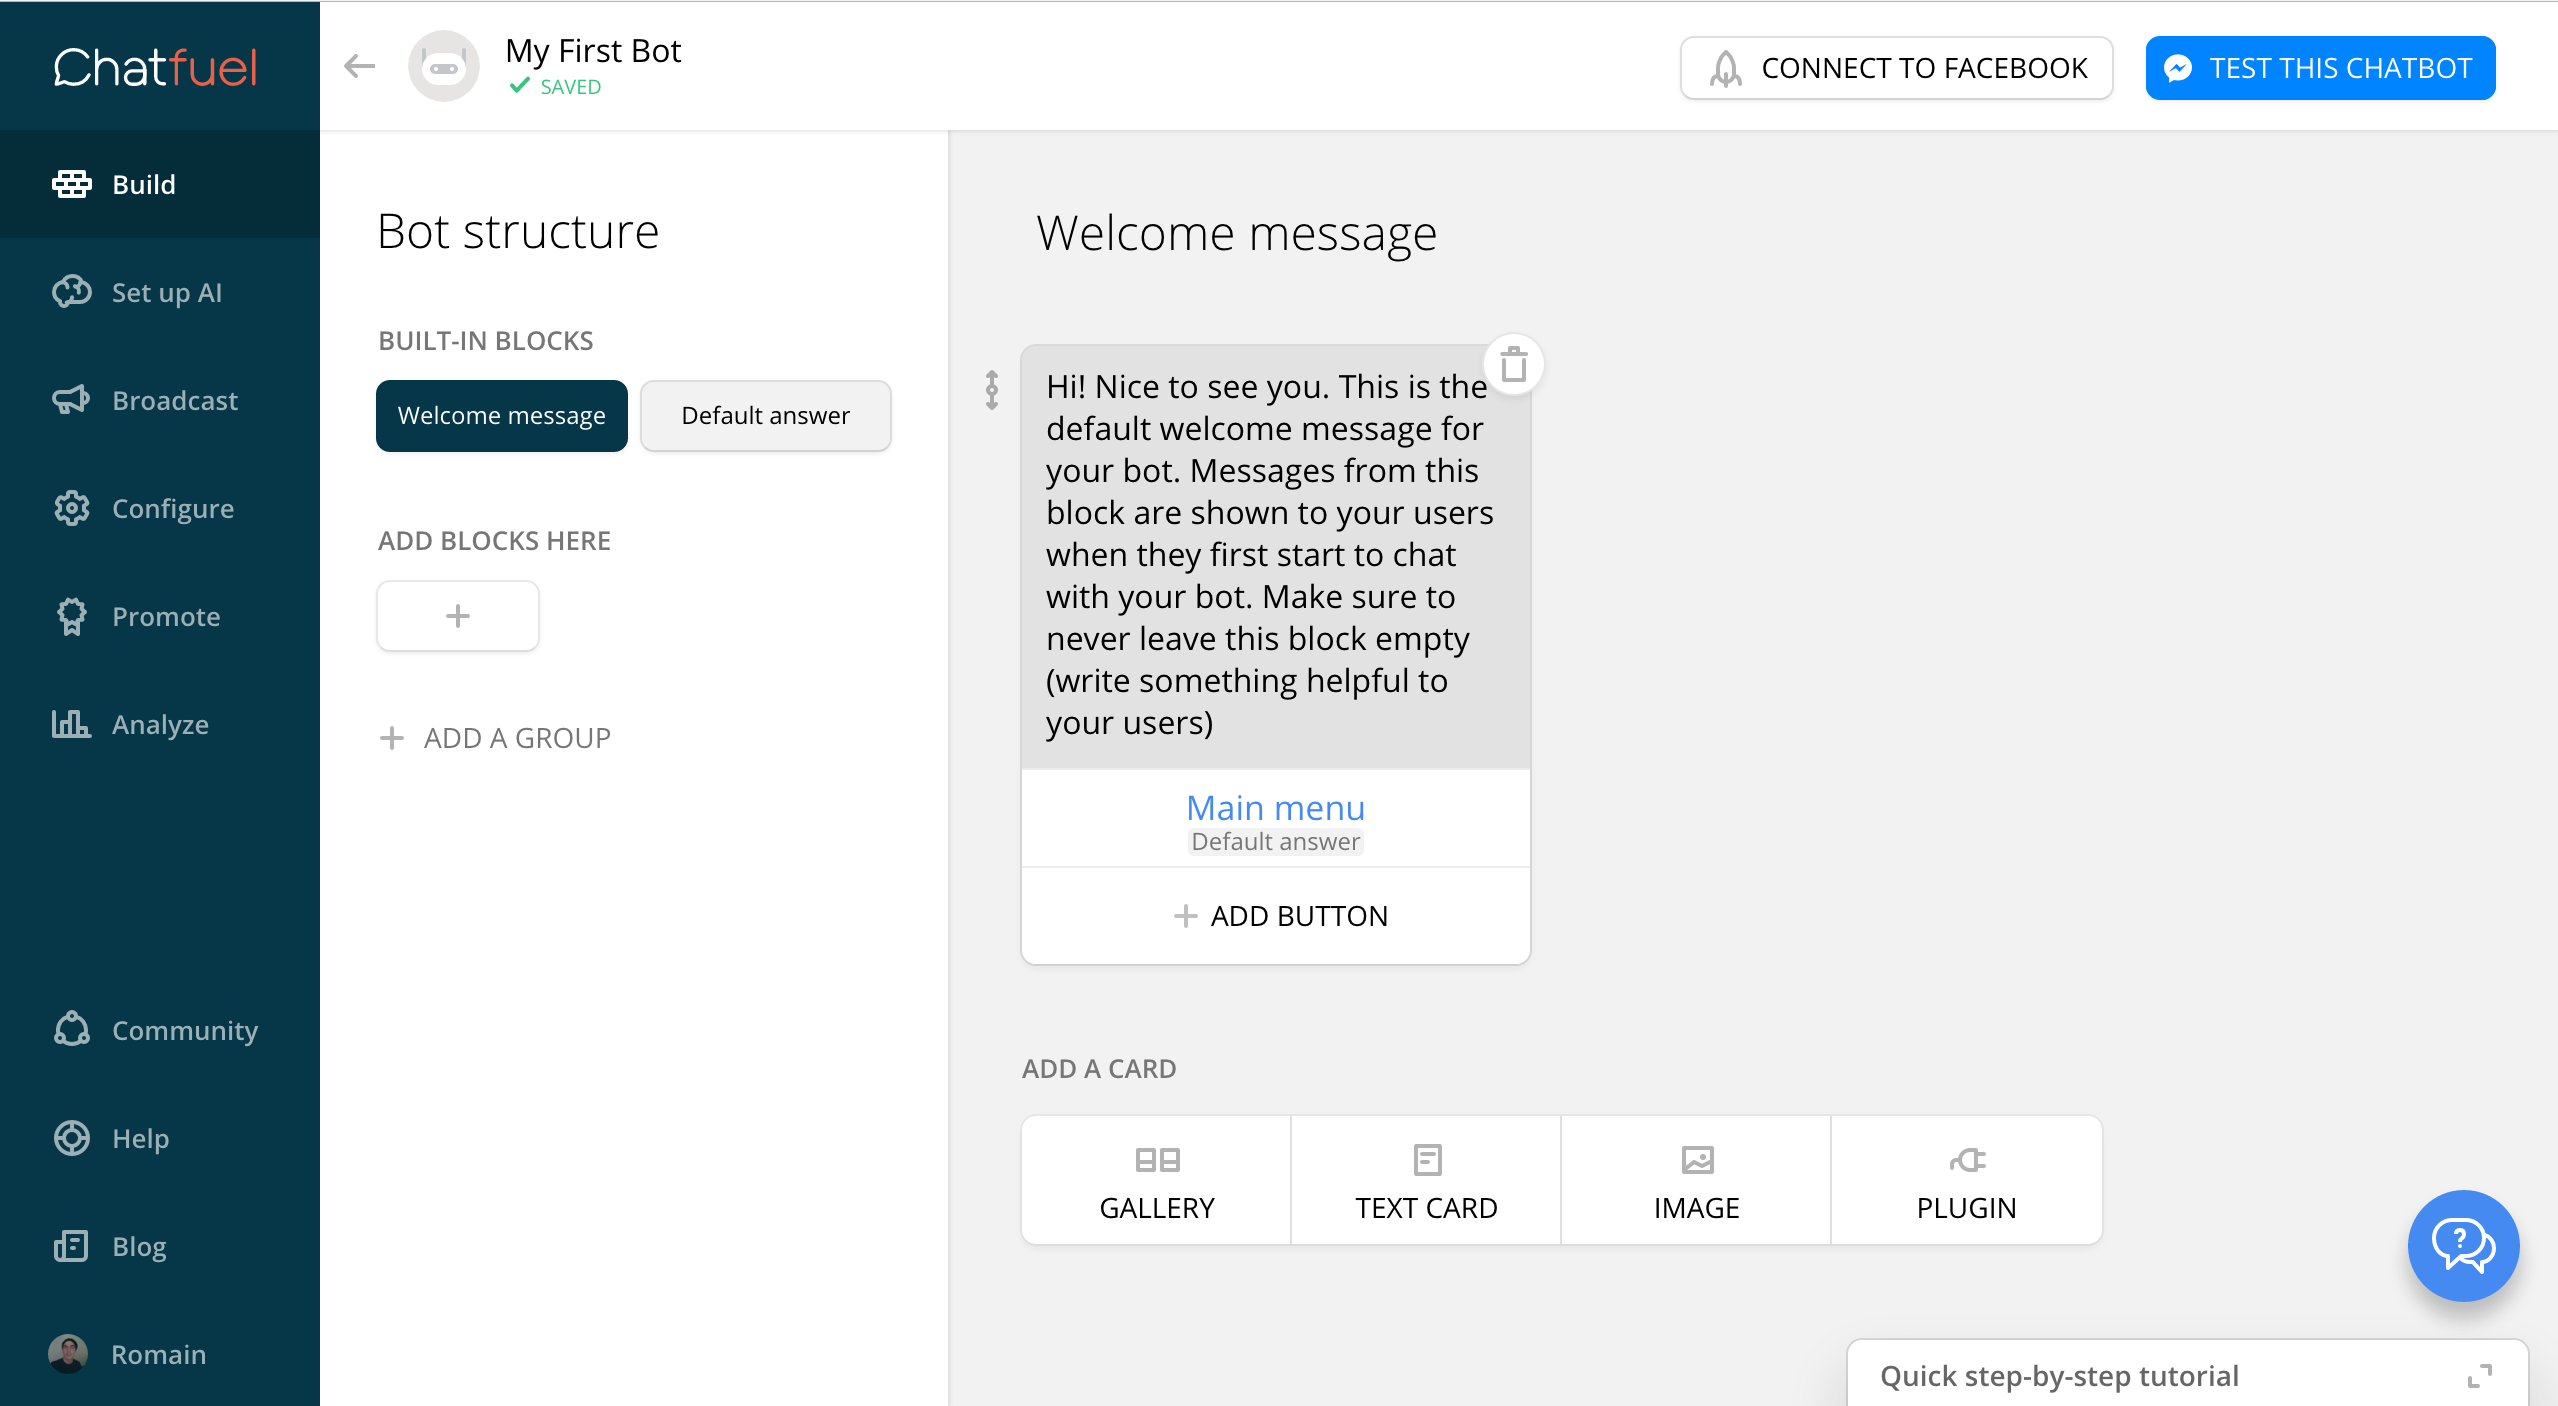 Chatfuel
My First Bot
SAVED
CONNECT TO FACEBOOK
TEST THIS CHATBOT
Build
Set up AI
Broadcast
Configure
Promote
Analyze
Community
Help
Blog
Romain
Bot structure
BUILT-IN BLOCKS
Welcome message
Default answer
ADD BLOCKS HERE
+
+ ADD A GROUP
Welcome message
Hi! Nice to see you. This is the
default welcome message for
your bot. Messages from this
block are shown to your users
when they first start to chat
with your bot. Make sure to
never leave this block empty
(write something helpful to
your users)
Main menu
Default answer
+ ADD BUTTON
ADD A CARD
GALLERY
TEXT CARD
IMAGE
PLUGIN
?
Quick step-by-step tutorial